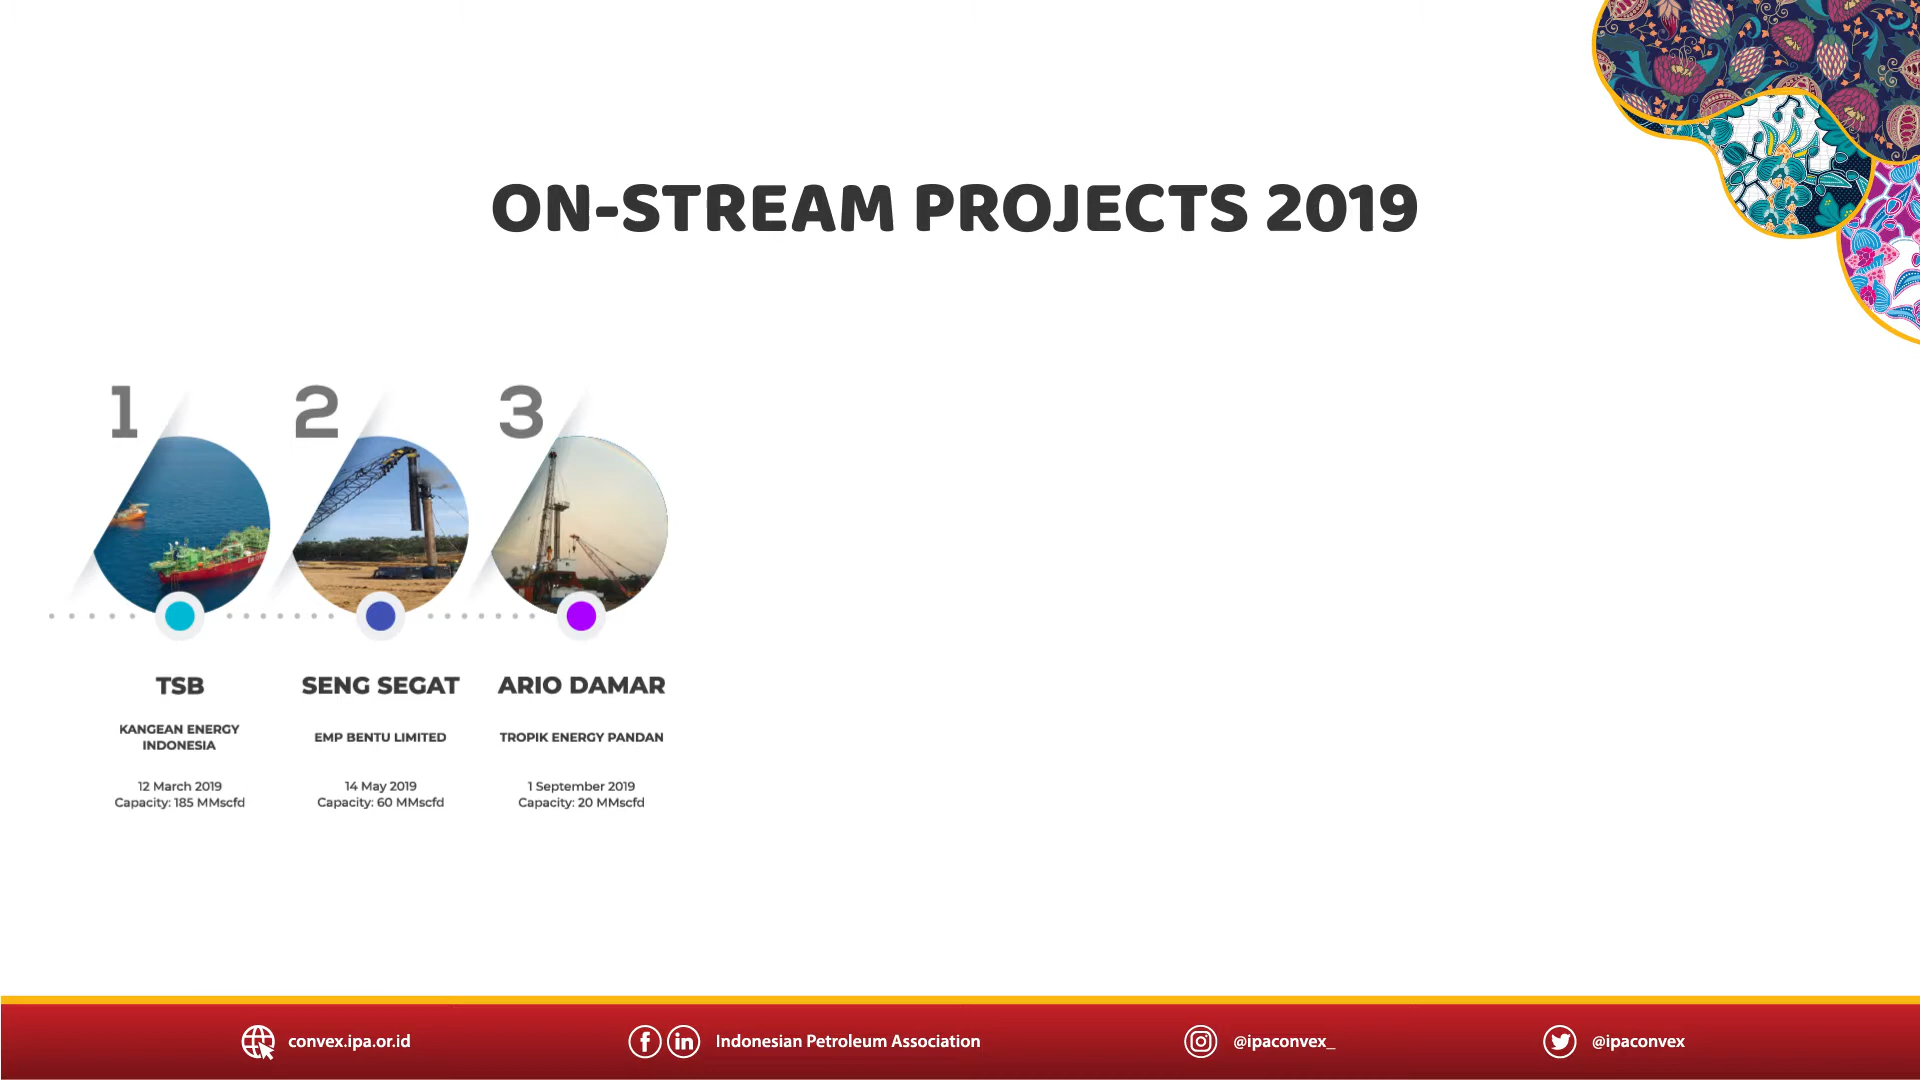 ON-STREAM PROJECTS 2019
1
2
3
TSB
KANGEAN ENERGY
INDONESIA
12 March 2019
Capacity: 185 MMscfd
SENG SEGAT
EMP BENTU LIMITED
14 May 2019
Capacity: 60 MMscfd
ARIO DAMAR
TROPIK ENERGY PANDAN
1 September 2019
Capacity: 20 MMscfd
convex.ipa.or.id
Indonesian Petroleum Association
@ipaconvex_
@ipaconvex